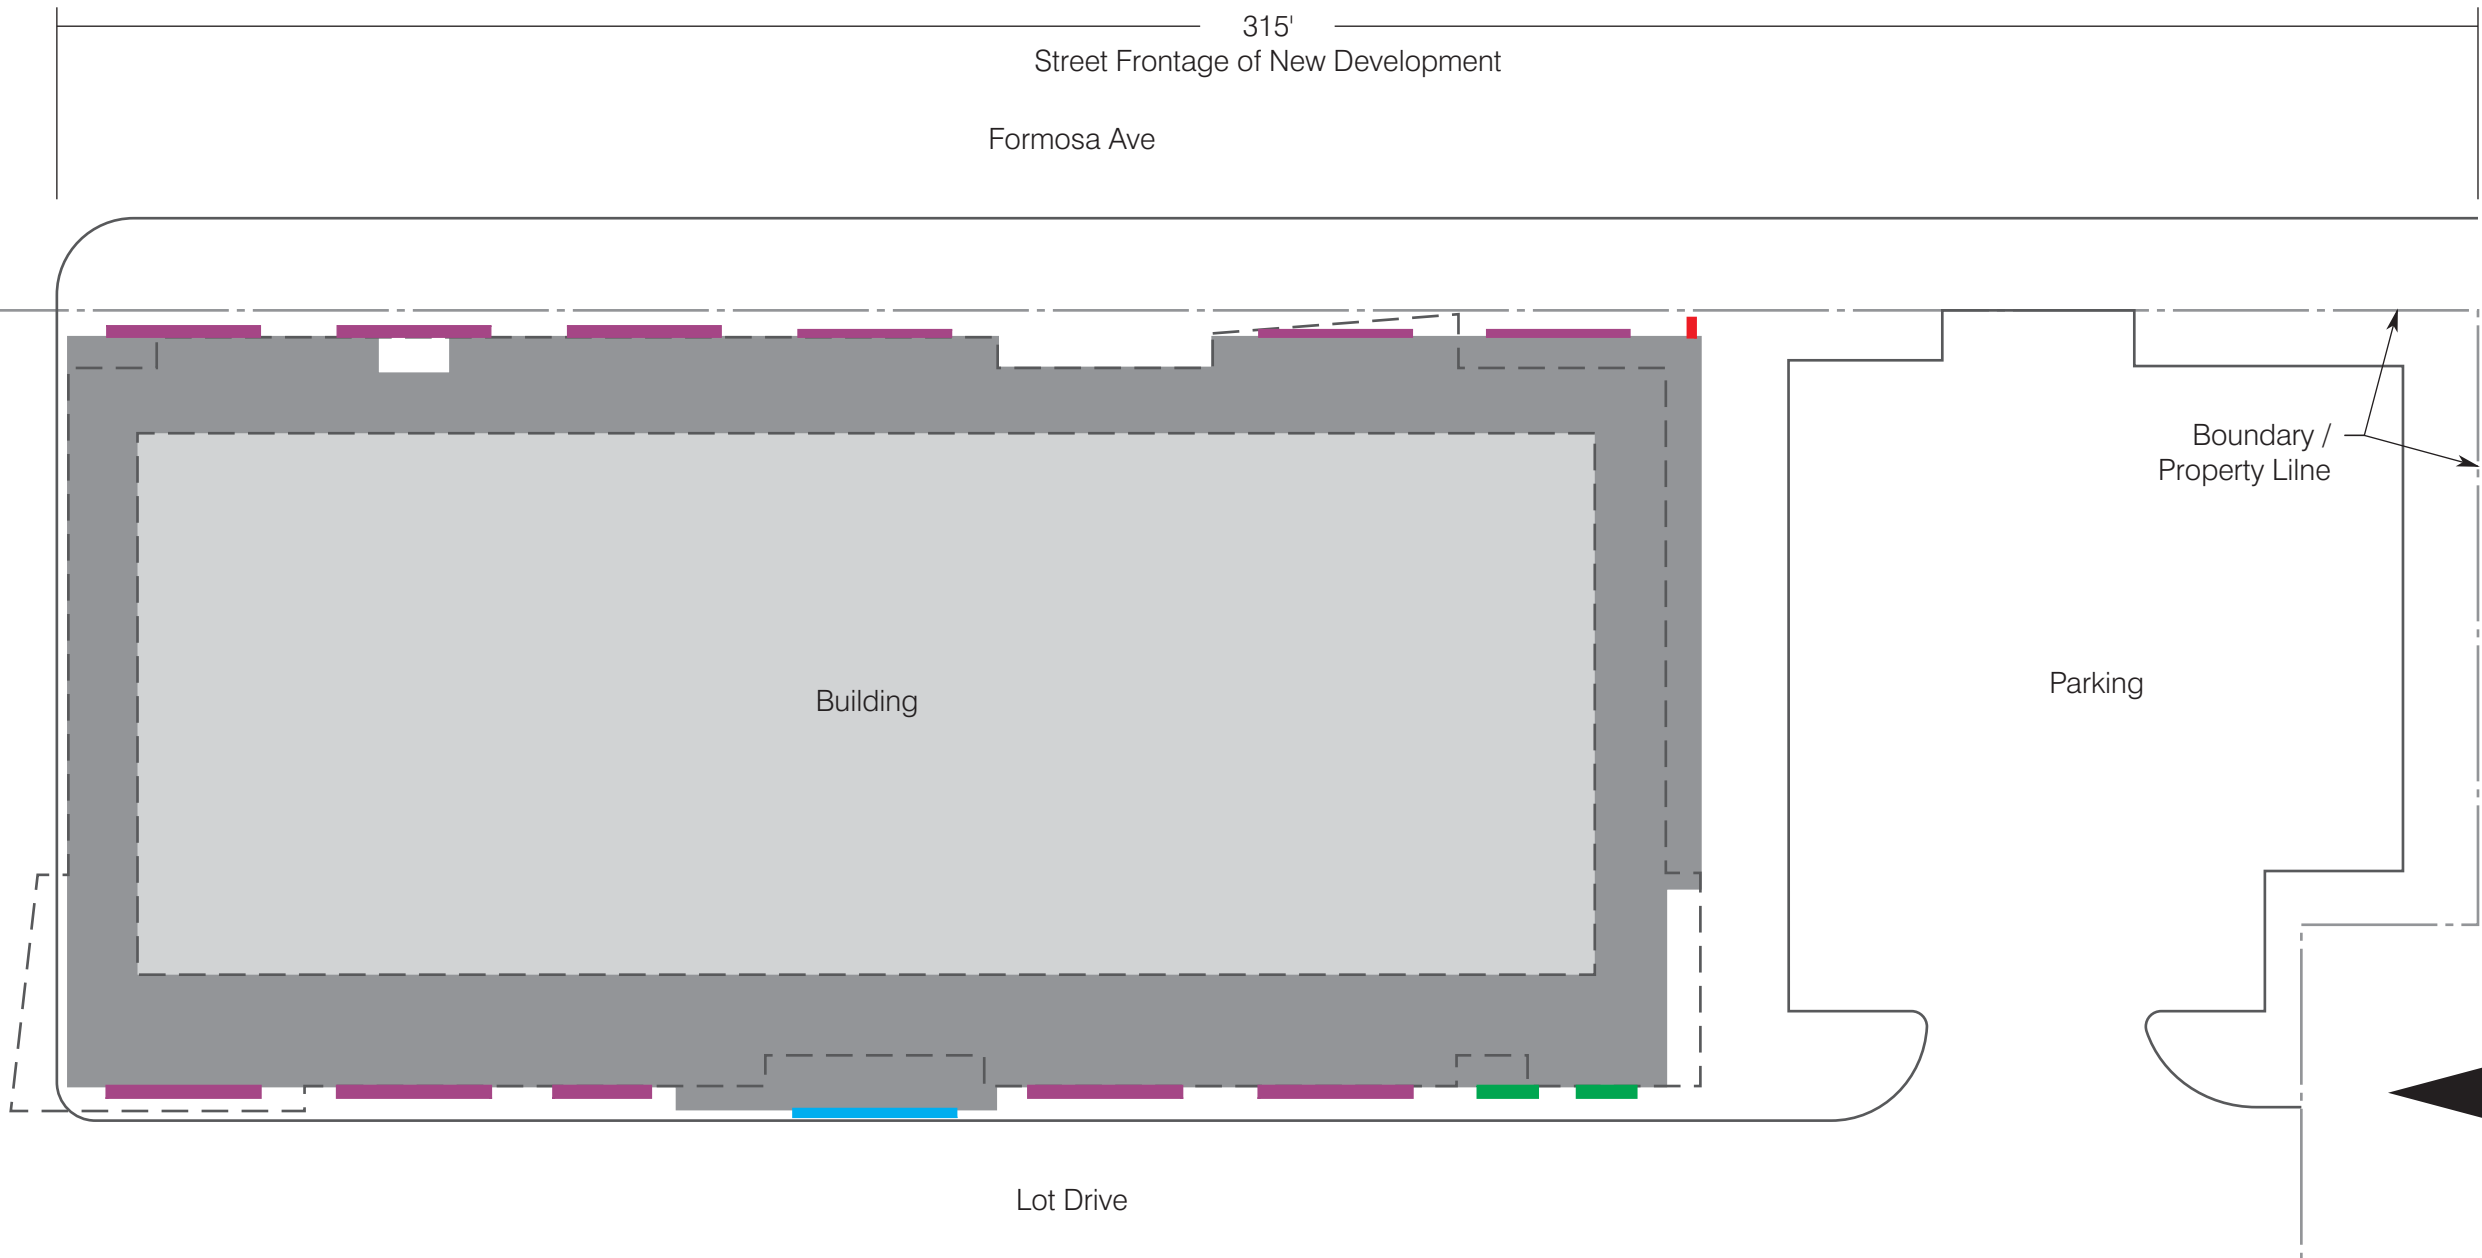 315'
Street Frontage of New Development
Formosa Ave
Boundary /
Property Lilne
Building
Parking
Lot Drive